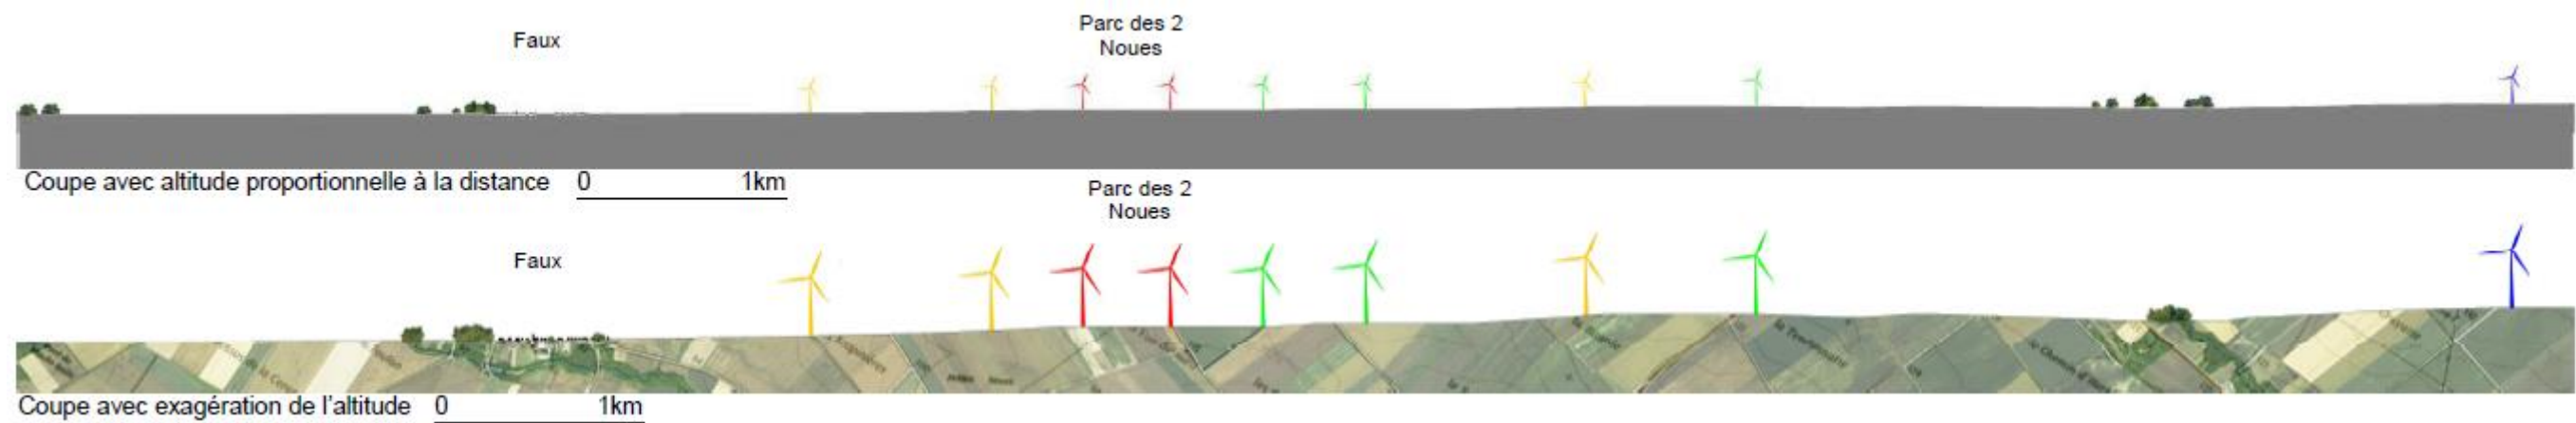 Parc des 2
Noues
Faux
Coupe avec altitude proportionnelle à la distance 0 1km
Parc des 2
Noues
Faux
Coupe avec exagération de l'altitude 0 1km